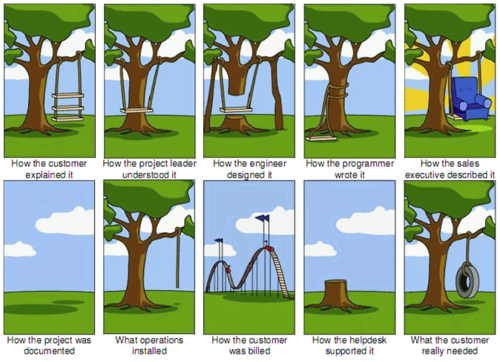 How the customer
explained it
How the project leader
understood it
How the engineer
designed it
How the programmer
wrote it
How the sales
executive described it
How the project was
documented
What operations
installed
How the customer
was billed
How the helpdesk
supported it
What the customer
really needed